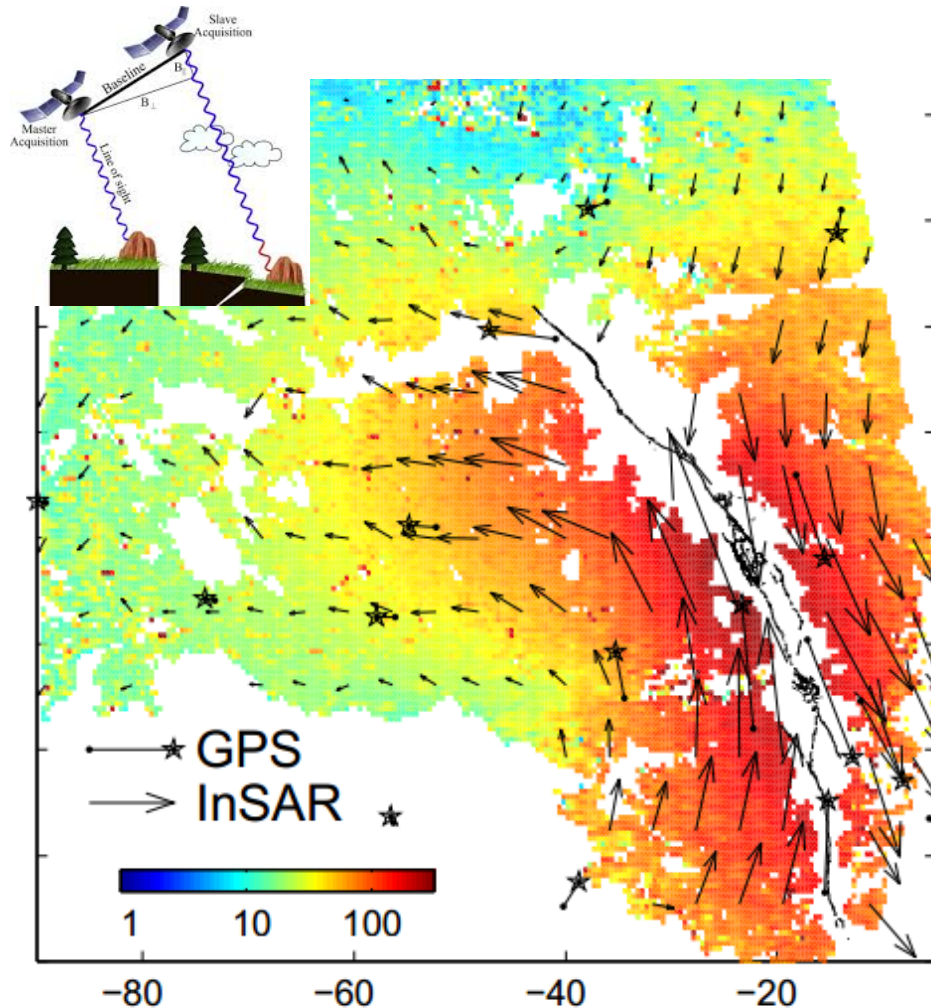 Slave
Acquisition
Baseline
B∥
B⊥
Master
Acquisition
Line of sight
GPS
InSAR
1 10 100
−80 −60 −40 −20